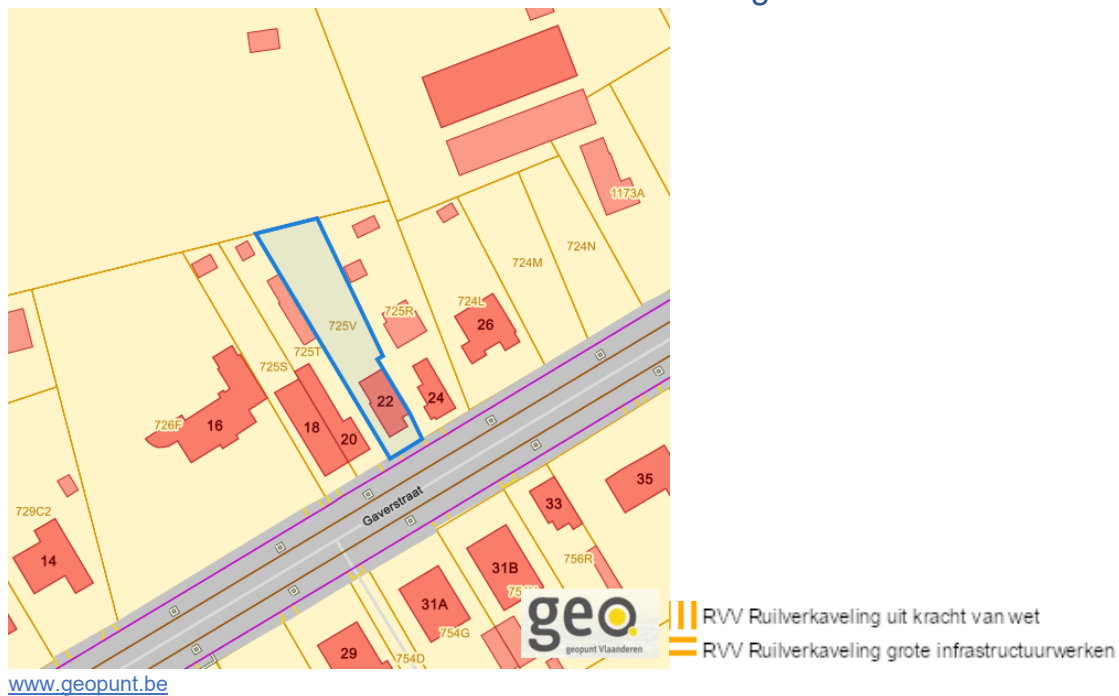 1173A
724N
724M
724L
26
725R
725V
725T
725S
22
24
726F
16
18
20
Gaverstraat
35
33
729C2
14
756R
31B
31A
754G
29
754D
geo
geopunt Vlaanderen
RVV Ruilverkaveling uit kracht van wet
RVV Ruilverkaveling grote infrastructuurwerken
www.geopunt.be